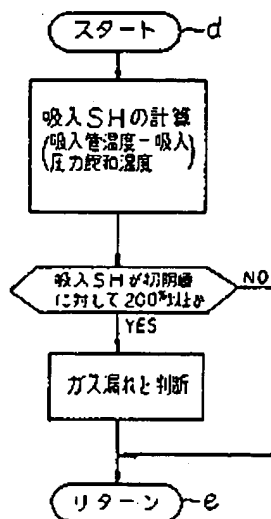 スタート
d
吸入SHの計算
(吸入管温度-吸入
圧力飽和温度)
吸入SHが初期値
に対して200%以上か
NO
YES
ガス漏れと判断
リターン
e